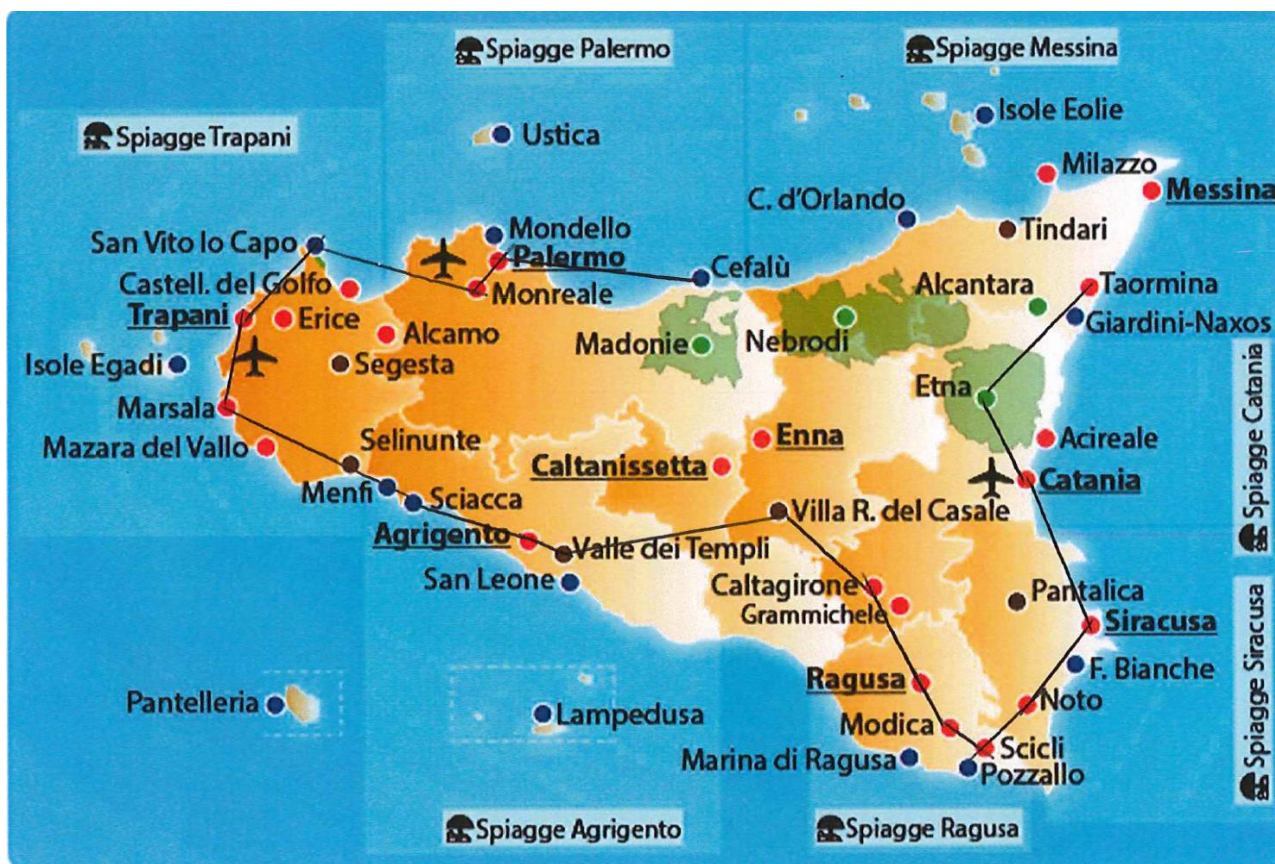 Spiagge Palermo
Spiagge Messina
Spiagge Trapani
Isole Eolie
Ustica
Milazzo
Messina
C. d'Orlando
Tindari
San Vito lo Capo
Mondello
Palermo
Cefalù
Castell. del Golfo
Monreale
Alcantara
Taormina
Trapani
Erice
Alcamo
Madonie
Nebrodi
Giardini-Naxos
Isole Egadi
Segesta
Etna
Marsala
Mazara del Vallo
Selinunte
Enna
Acireale
Caltanissetta
Catania
Spiagge Catania
Menfi
Sciacca
Villa R. del Casale
Agrigento
Valle dei Templi
San Leone
Caltagirone
Grammichele
Pantalica
Siracusa
Spiagge Siracusa
F. Bianche
Ragusa
Pantelleria
Lampedusa
Noto
Modica
Scicli
Marina di Ragusa
Pozzallo
Spiagge Agrigento
Spiagge Ragusa